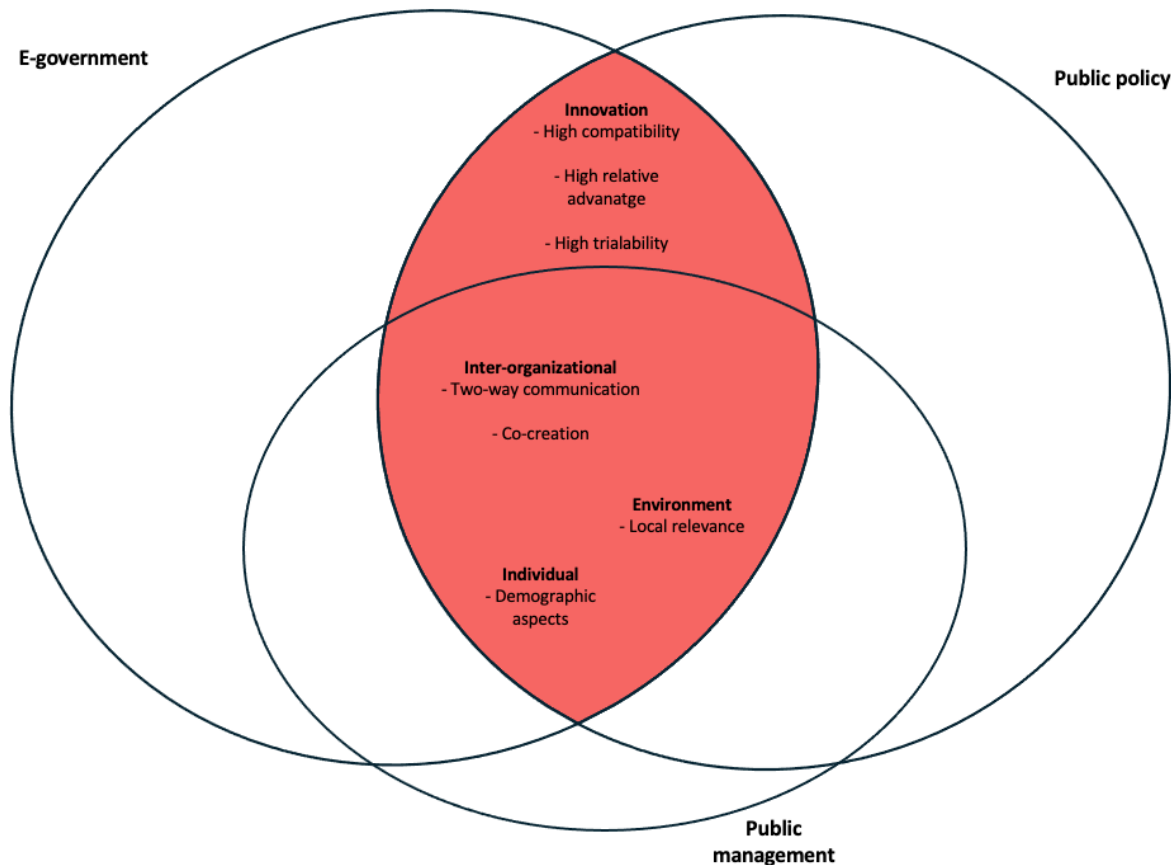 E-government
Public policy
Innovation
- High compatibility
- High relative
advanatge
- High trialability
Inter-organizational
- Two-way communication
- Co-creation
Environment
- Local relevance
Individual
- Demographic
aspects
Public
management